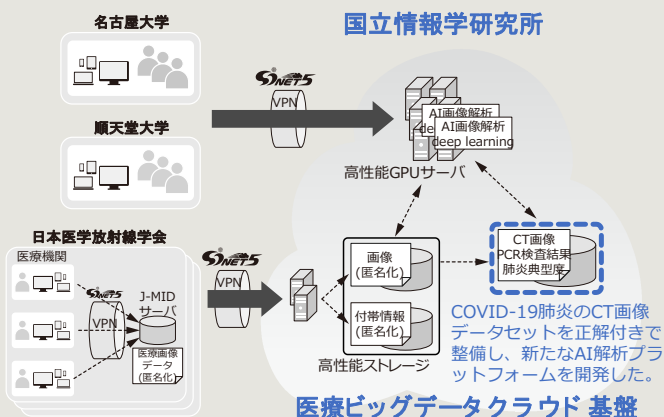 名古屋大学
国立情報学研究所
SINET5
VPN
AI画像解析
de
AI画像解析
deep learning
順天堂大学
高性能GPUサーバ
日本医学放射線学会
医療機関
SINET5
VPN
J-MID
サーバ
SINET5
VPN
医療画像
データ
(匿名化)
画像
(匿名化)
付帯情報
(匿名化)
高性能ストレージ
CT画像
PCR検査結果
肺炎典型度
COVID-19肺炎のCT画像
データセットを正解付きで
整備し、新たなAI解析プラ
ットフォームを開発した。
医療ビッグデータクラウド 基盤